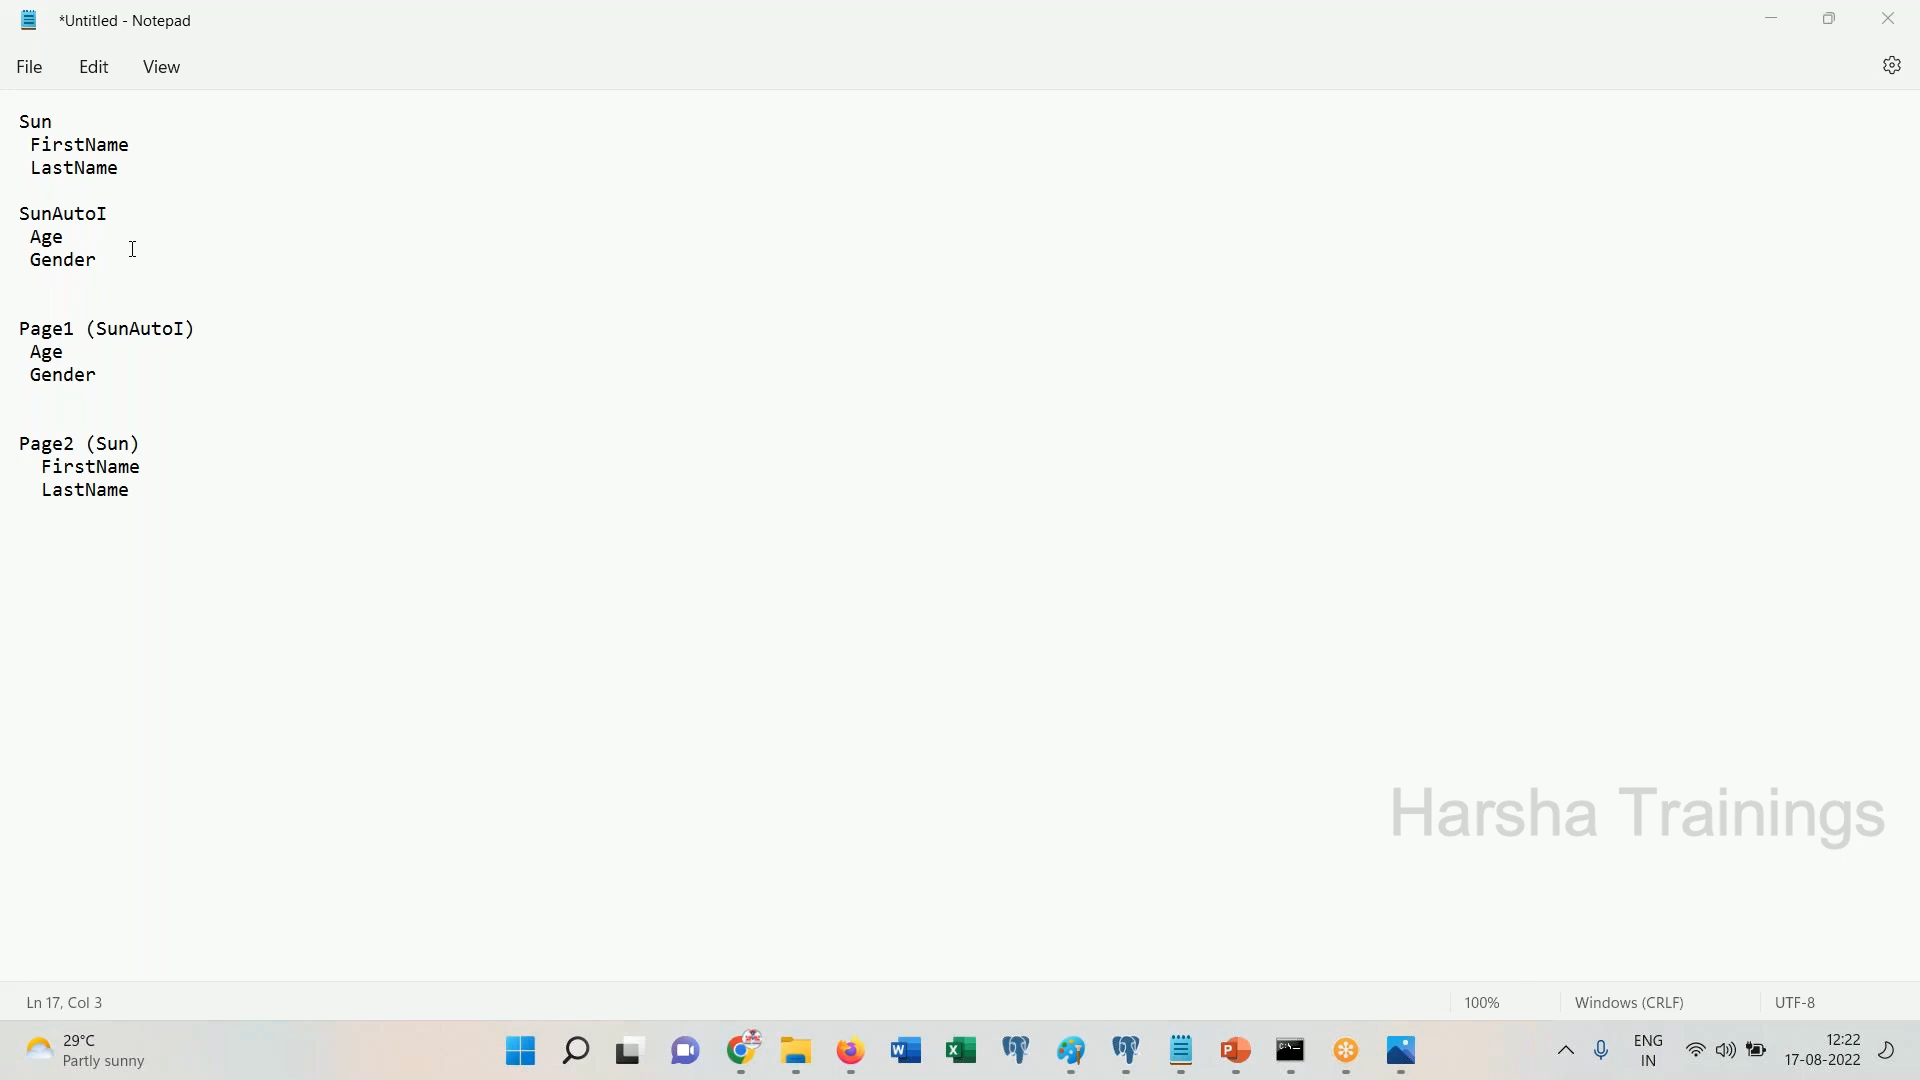 *Untitled - Notepad
File Edit View
Sun
FirstName
LastName
SunAutoI
Age
Gender
Page1 (SunAutoI)
Age
Gender
Page2 (Sun)
FirstName
LastName
Harsha Trainings
Ln 17, Col 3 100% Windows (CRLF) UTF-8
29°C
Partly sunny
ENG
IN
12:22
17-08-2022